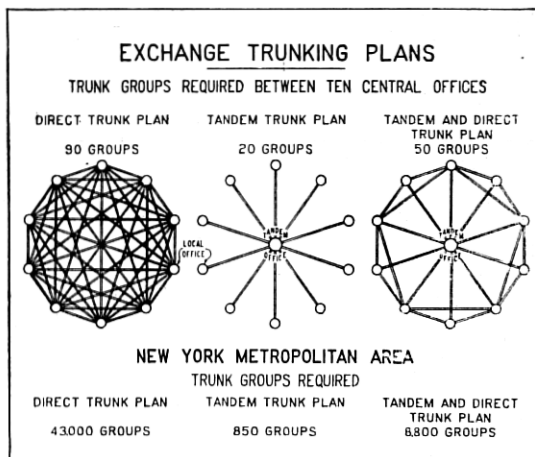 EXCHANGE TRUNKING PLANS
TRUNK GROUPS REQUIRED BETWEEN TEN CENTRAL OFFICES
DIRECT TRUNK PLAN
90 GROUPS
TANDEM TRUNK PLAN
20 GROUPS
TANDEM AND DIRECT
TRUNK PLAN
50 GROUPS
LOCAL
OFFICE
TANDEM
OFFICE
TANDEM
OFFICE
NEW YORK METROPOLITAN AREA
TRUNK GROUPS REQUIRED
DIRECT TRUNK PLAN
43,000 GROUPS
TANDEM TRUNK PLAN
850 GROUPS
TANDEM AND DIRECT
TRUNK PLAN
6,800 GROUPS